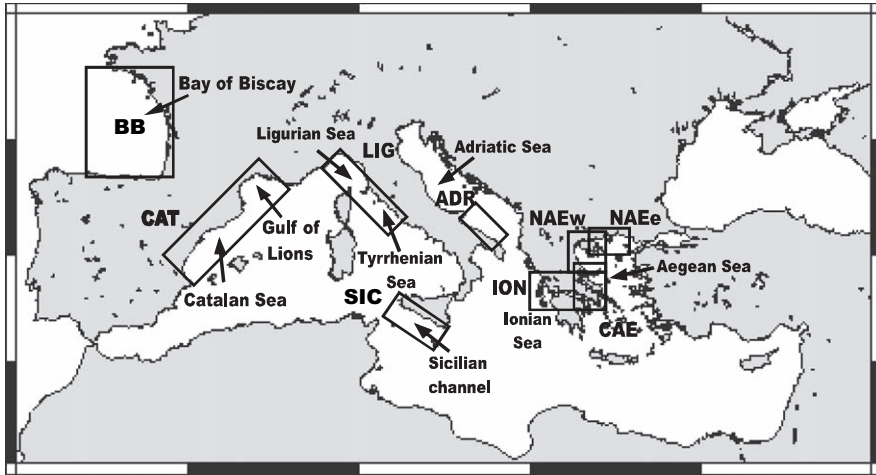 Bay of Biscay
BB
Ligurian Sea
LIG
Adriatic Sea
ADR
CAT
NAEw
NAEe
Gulf of
Lions
Tyrrhenian
Sea
Aegean Sea
Catalan Sea
SIC
ION
Ionian
Sea
CAE
Sicilian
channel